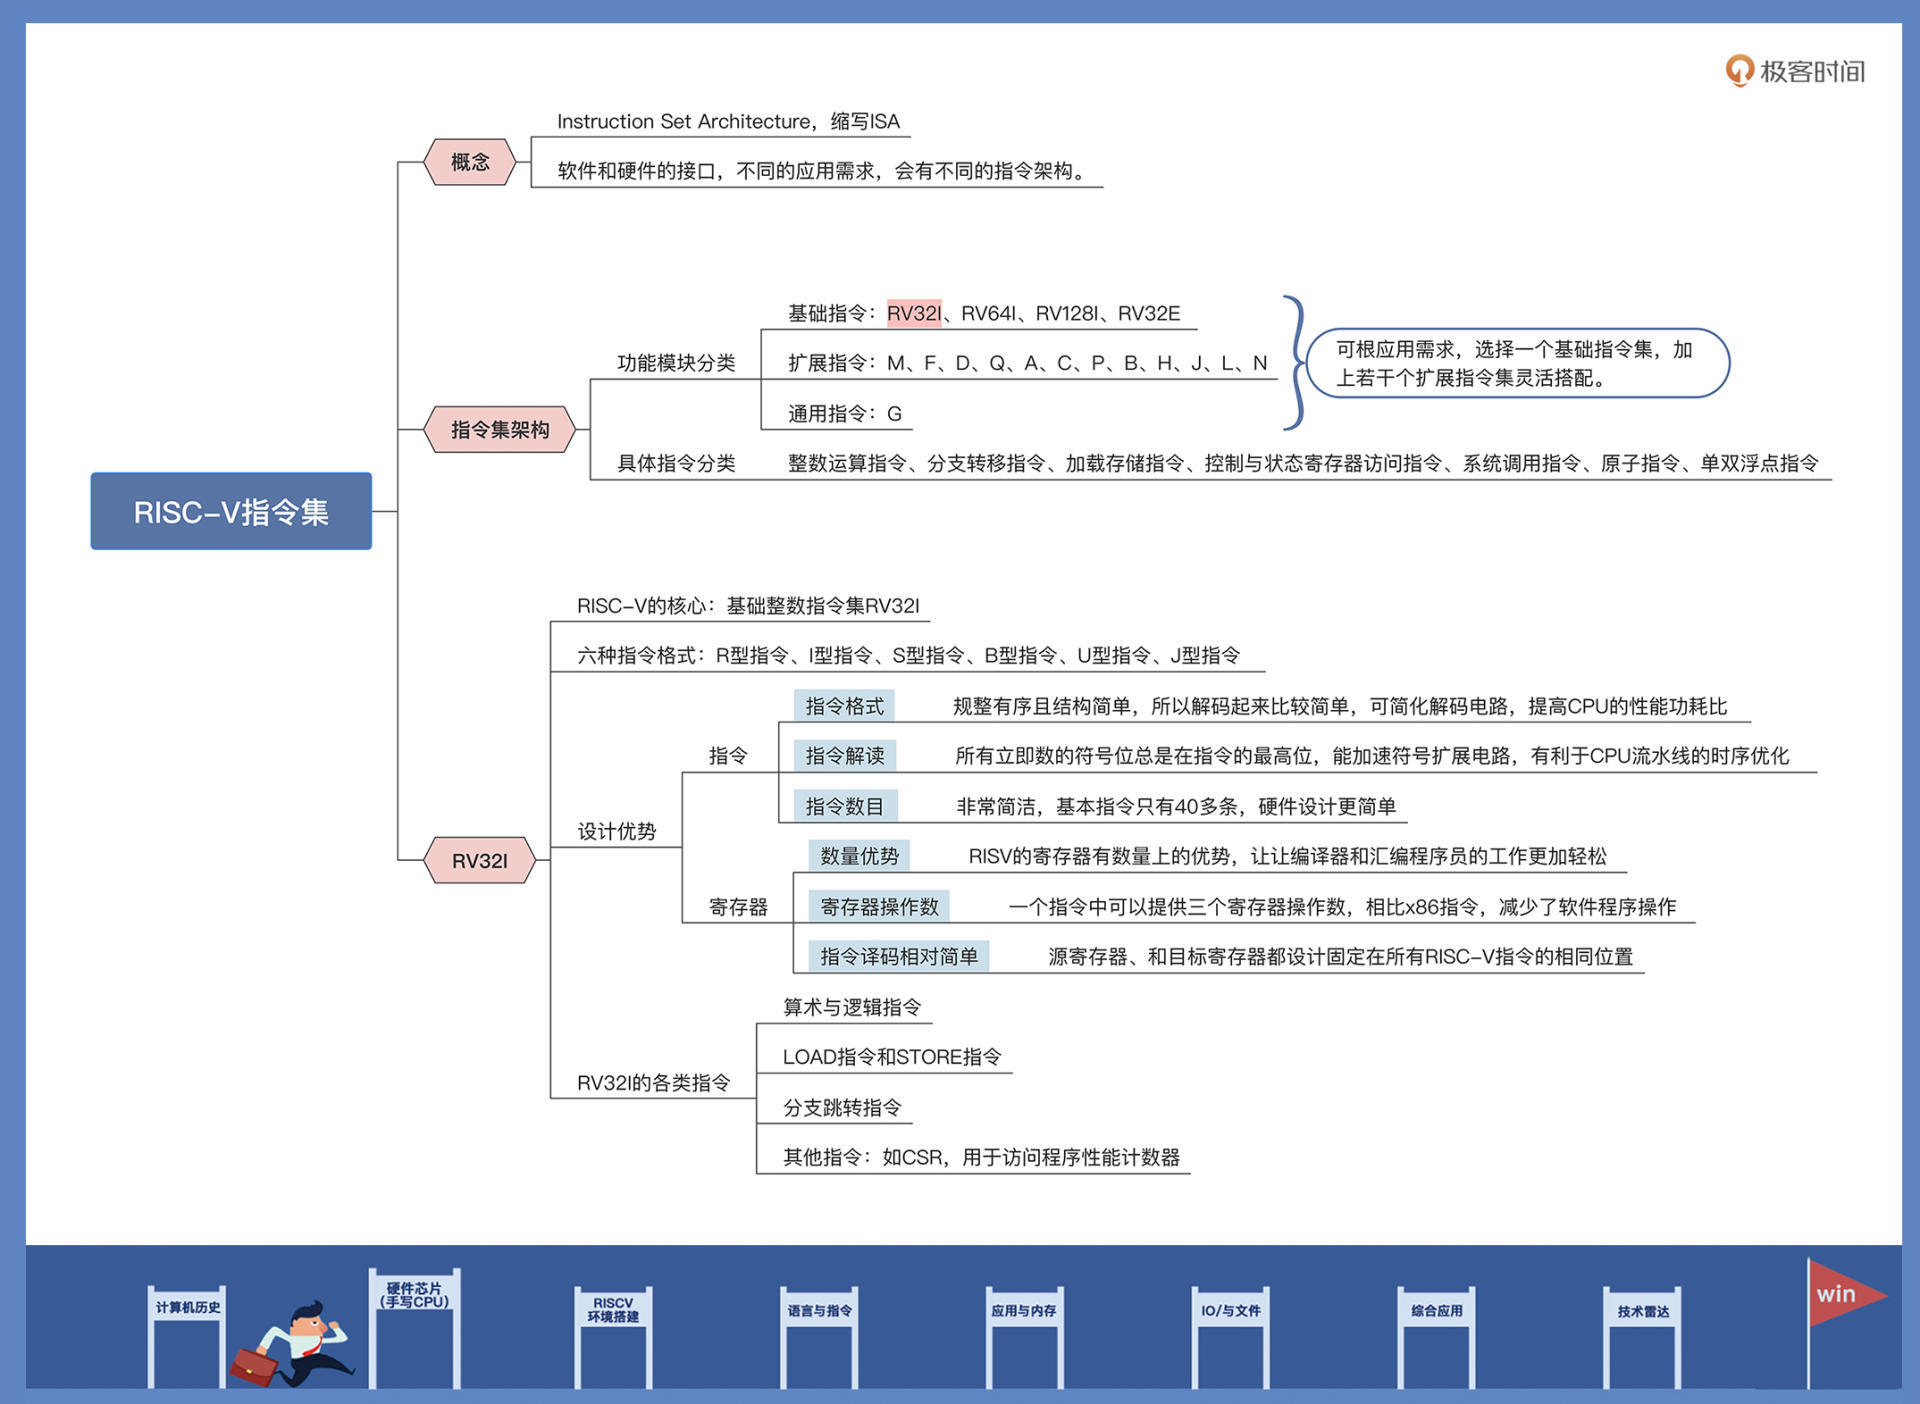 极客时间
RISC-V指令集
概念
Instruction Set Architecture，缩写ISA
软件和硬件的接口，不同的应用需求，会有不同的指令架构。
指令集架构
功能模块分类
基础指令：RV32I、RV64I、RV128I、RV32E
扩展指令：M、F、D、Q、A、C、P、B、H、J、L、N
通用指令：G
可根应用需求，选择一个基础指令集，加
上若干个扩展指令集灵活搭配。
具体指令分类
整数运算指令、分支转移指令、加载存储指令、控制与状态寄存器访问指令、系统调用指令、原子指令、单双浮点指令
RV32I
RISC-V的核心：基础整数指令集RV32I
六种指令格式：R型指令、I型指令、S型指令、B型指令、U型指令、J型指令
设计优势
指令
指令格式 规整有序且结构简单，所以解码起来比较简单，可简化解码电路，提高CPU的性能功耗比
指令解读 所有立即数的符号位总是在指令的最高位，能加速符号扩展电路，有利于CPU流水线的时序优化
指令数目 非常简洁，基本指令只有40多条，硬件设计更简单
寄存器
数量优势 RISV的寄存器有数量上的优势，让让编译器和汇编程序员的工作更加轻松
寄存器操作数 一个指令中可以提供三个寄存器操作数，相比x86指令，减少了软件程序操作
指令译码相对简单 源寄存器、和目标寄存器都设计固定在所有RISC-V指令的相同位置
RV32I的各类指令
算术与逻辑指令
LOAD指令和STORE指令
分支跳转指令
其他指令：如CSR，用于访问程序性能计数器
计算机历史
硬件芯片
（手写CPU）
RISCV
环境搭建
语言与指令
应用与内存
IO/与文件
综合应用
技术雷达
win